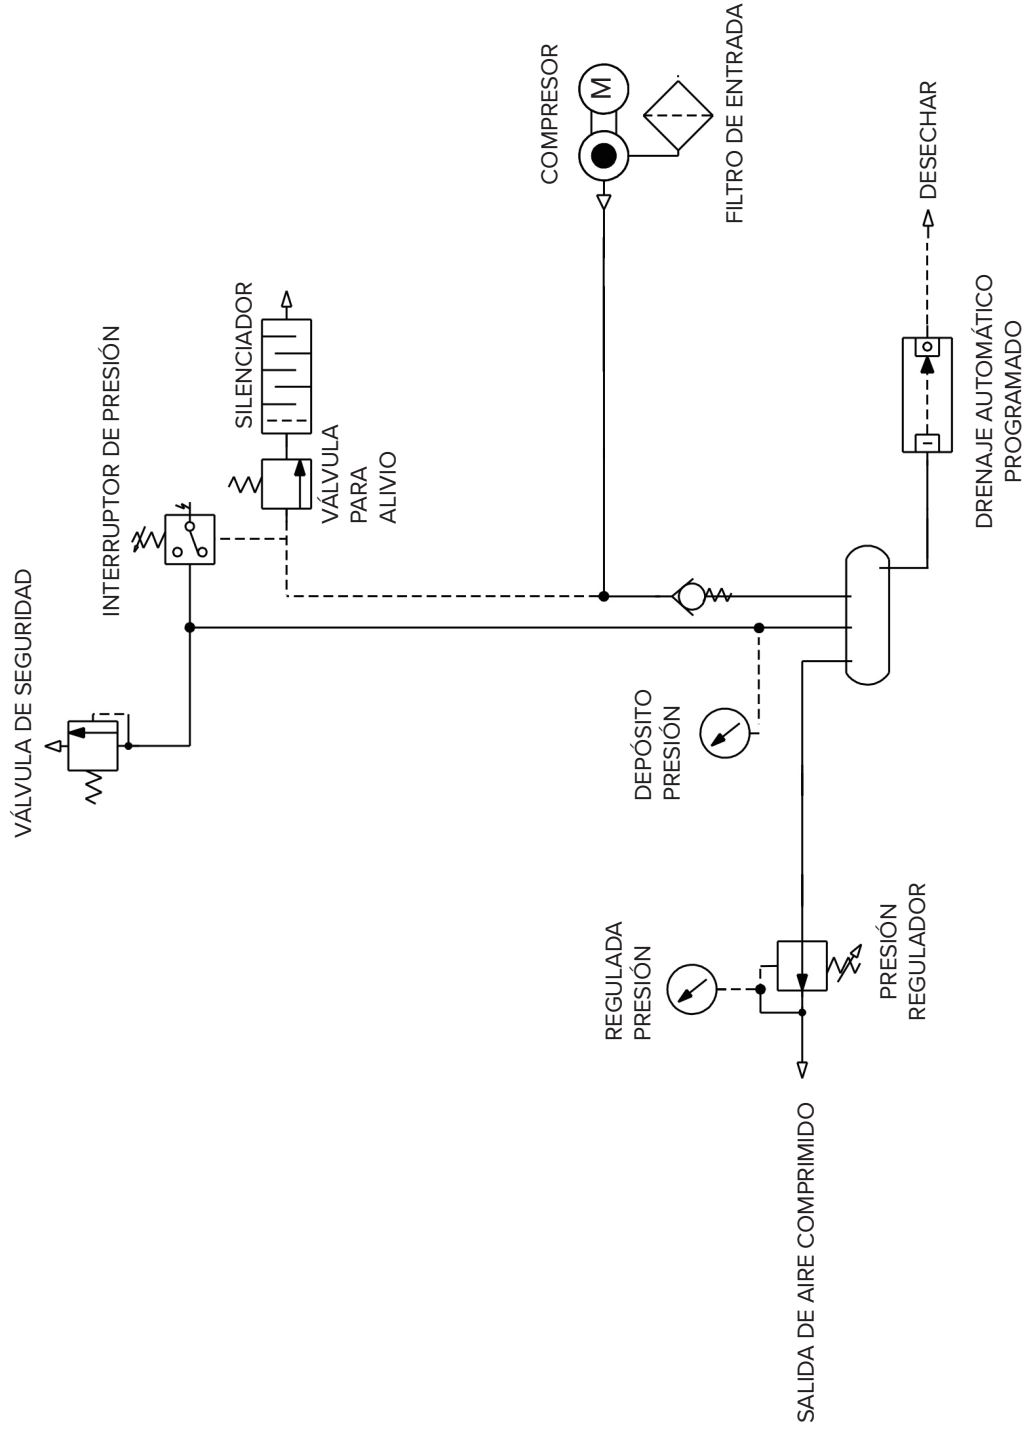 VÁLVULA DE SEGURIDAD
INTERRUPTOR DE PRESIÓN
SILENCIADOR
VÁLVULA
PARA
ALIVIO
COMPRESOR
M
FILTRO DE ENTRADA
DESECHAR
DRENAJE AUTOMÁTICO
PROGRAMADO
DEPÓSITO
PRESIÓN
REGULADA
PRESIÓN
PRESIÓN
REGULADOR
SALIDA DE AIRE COMPRIMIDO